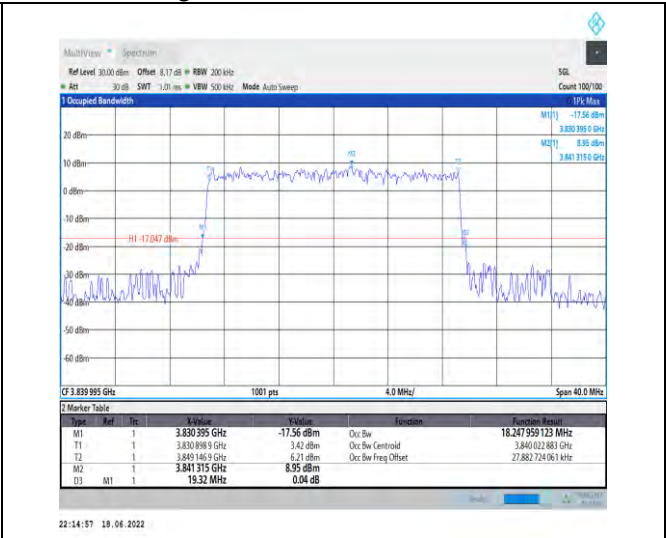 MultiView Spectrum
Ref Level 30.00 dBm Offset 8.17 dB RBW 200 kHz SGL
Att 30 dB SWT 1.01 ms VBW 500 kHz Mode Auto Sweep Count 100/100
1 Occupied Bandwidth 1Pk Max
M1[1] -17.56 dBm
3.830 395 0 GHz
20 dBm M2[1] 8.95 dBm
3.841 315 0 GHz
M2
10 dBm T1 T2
0 dBm
-10 dBm
M1 D3
H1 -17.047 dBm
-20 dBm
-30 dBm
-40 dBm
-50 dBm
-60 dBm
CF 3.839 995 GHz 1001 pts 4.0 MHz/ Span 40.0 MHz
2 Marker Table
Type Ref Trc X-Value Y-Value Function Function Result
M1 1 3.830 395 GHz -17.56 dBm Occ Bw 18.247 959 123 MHz
T1 1 3.830 898 9 GHz 3.42 dBm Occ Bw Centroid 3.840 022 883 GHz
T2 1 3.849 146 9 GHz 6.21 dBm Occ Bw Freq Offset 27.882 724 061 kHz
M2 1 3.841 315 GHz 8.95 dBm
D3 M1 1 19.32 MHz 0.04 dB
22:14:57 18.06.2022